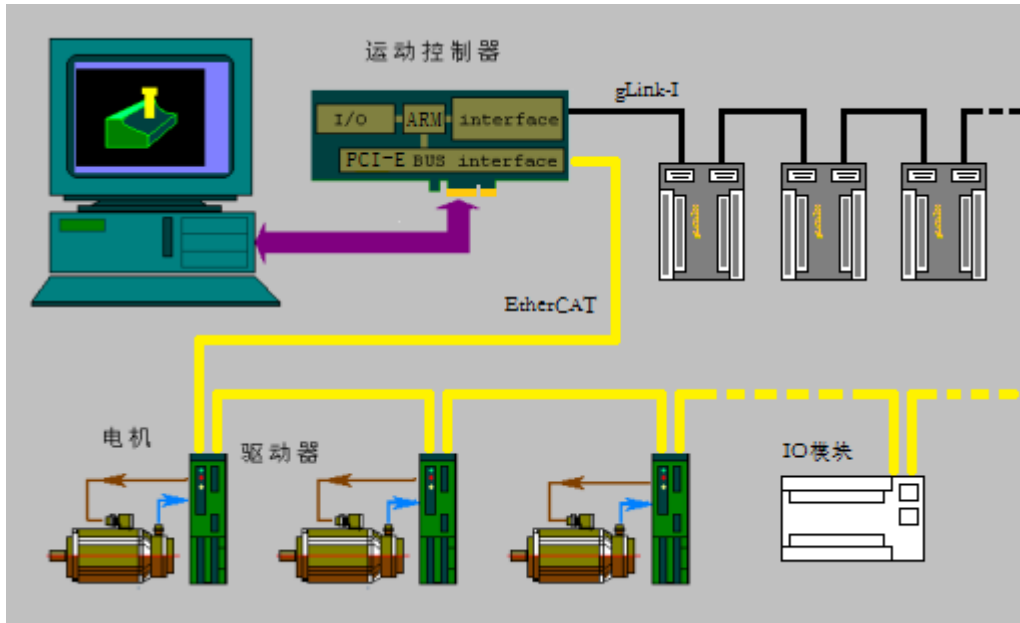 运动控制器
gLink-I
I/O
ARM
interface
PCI-E BUS interface
EtherCAT
电机
驱动器
IO模块